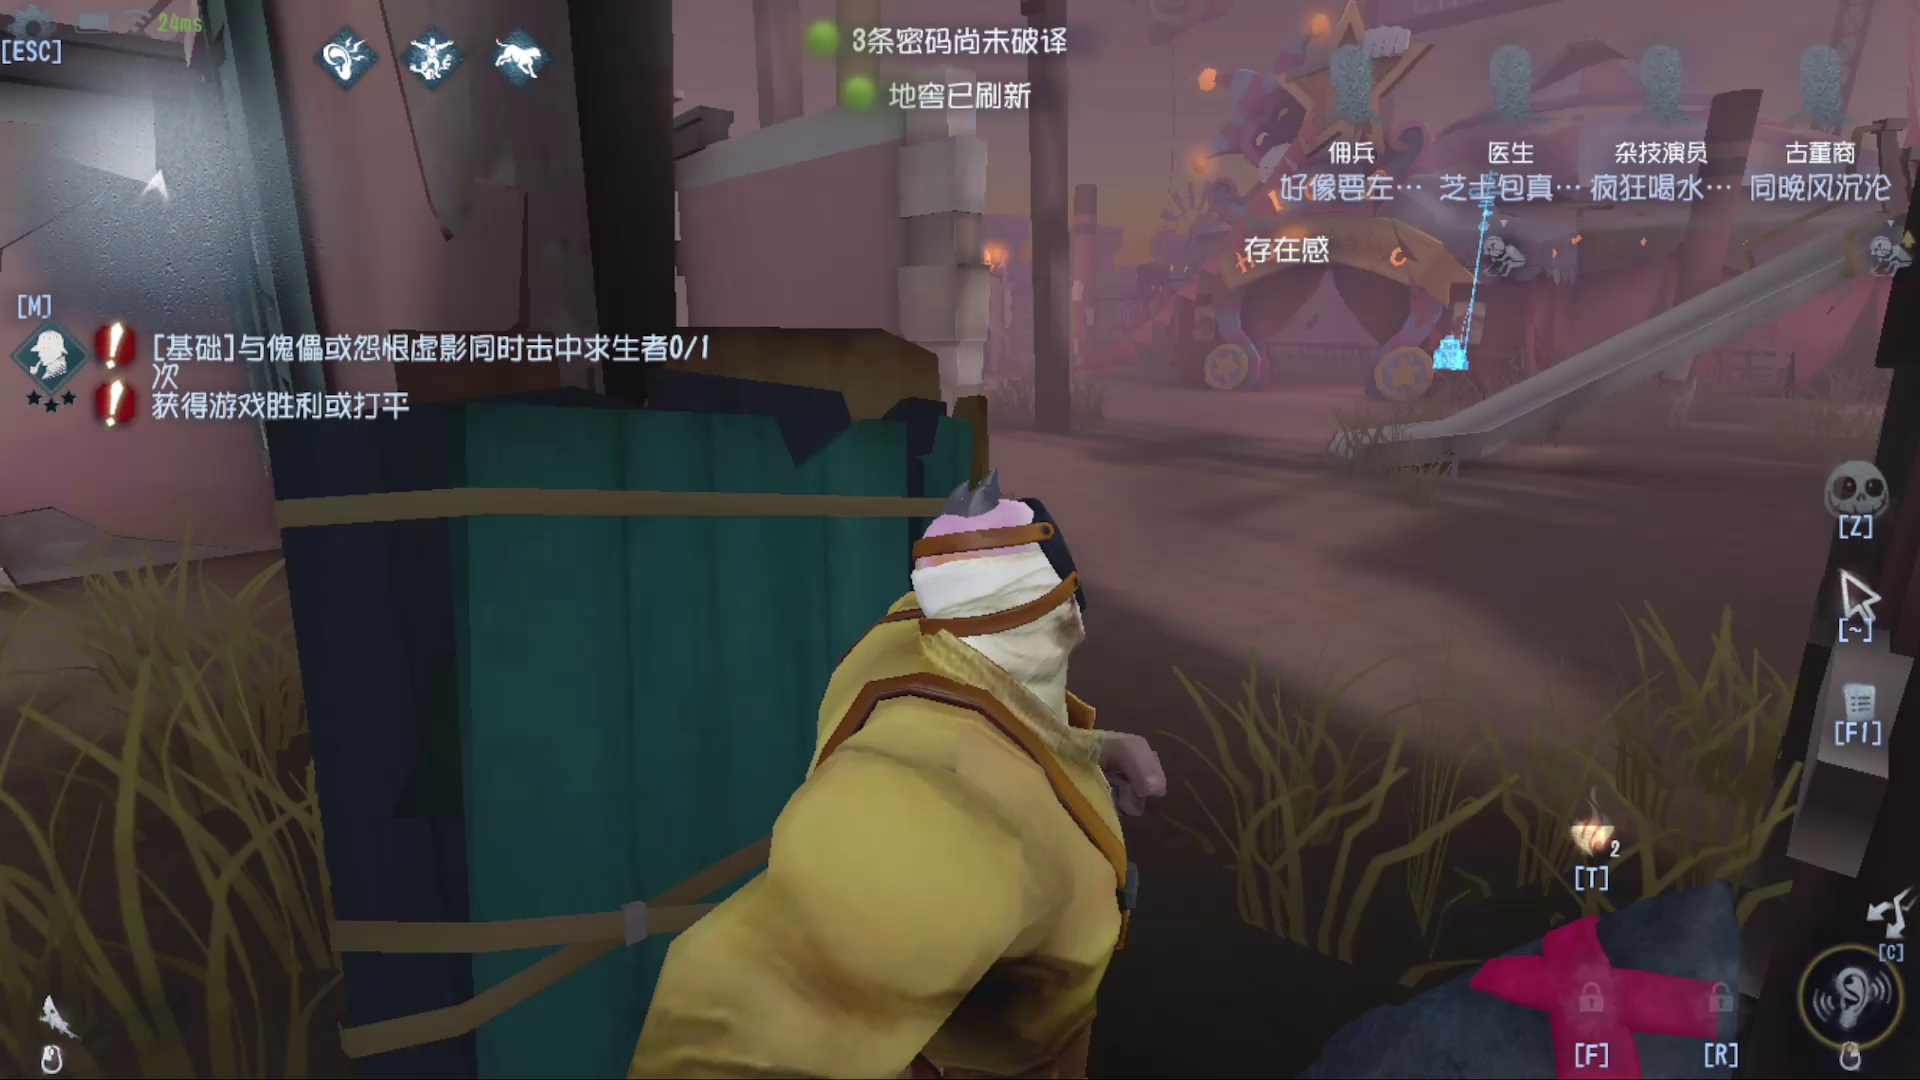 24ms
[ESC]
3条密码尚未破译
地窖已刷新
佣兵 医生 杂技演员 古董商
好像要左… 芝士包真… 疯狂喝水… 同晚风沉沦
存在感
[M]
[基础]与傀儡或怨恨虚影同时击中求生者0/1
次
获得游戏胜利或打平
[Z]
[~]
[F1]
2
[T]
[C]
[F] [R]